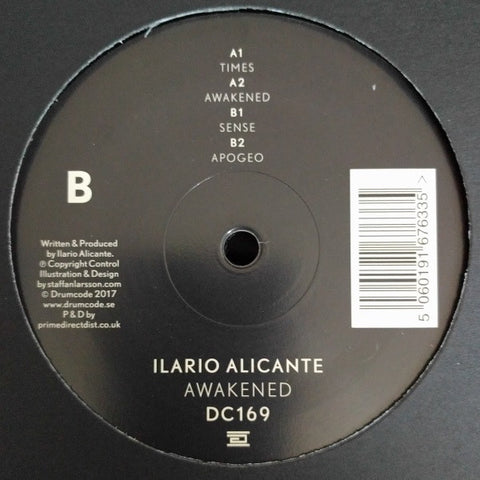 A1
TIMES
A2
AWAKENED
B1
SENSE
B2
APOGEO
B
Written & Produced
by Ilario Alicante.
℗ Copyright Control
Illustration & Design
by staffanlarsson.com
© Drumcode 2017
www.drumcode.se
P & D by
primedirectdist.co.uk
5 060191 676335 >
ILARIO ALICANTE
AWAKENED
DC169